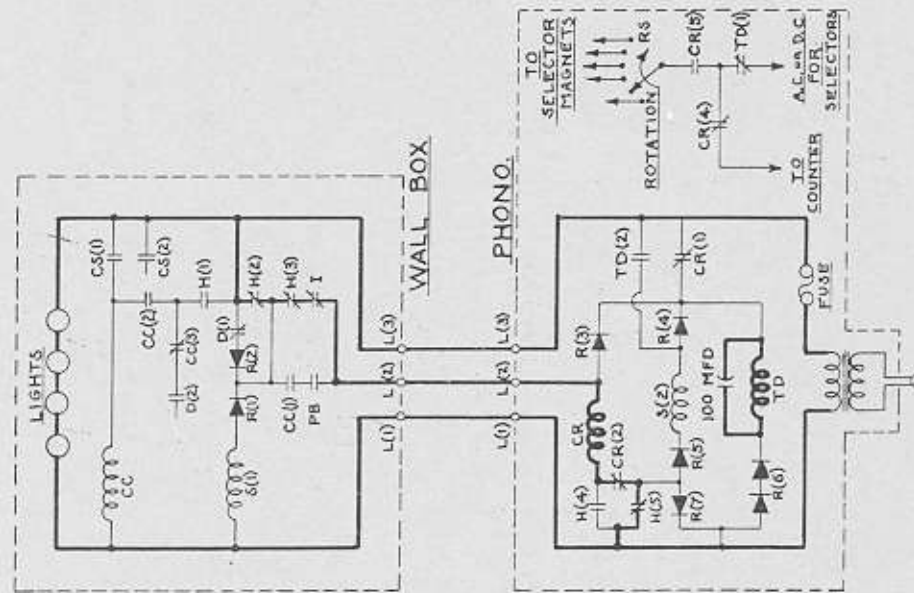 LIGHTS
CS(1)
CS(2)
CC
CC(2)
H(1)
CC(3)
D(2)
D(1)
H(2)
R(2)
H(3)
I
R(1)
S(1)
CC(1)
PB
WALL BOX
L(1)
L(2)
L(3)
L(1)
L(2)
L(3)
PHONO.
CR
R(3)
TD(2)
CR(1)
H(4)
CR(2)
H(5)
R(4)
S(2)
R(5)
R(7)
100 MFD
TD
R(6)
FUSE
TO
SELECTOR
MAGNETS
RS
ROTATION
CR(5)
CR(4)
TD(1)
TO
COUNTER
A.C. OR D.C.
FOR
SELECTORS